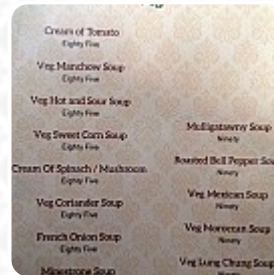 Cream of Tomato
Eighty Five
Veg Manchow Soup
Eighty Five
Veg Hot and Sour Soup
Eighty Five
Veg Sweet Corn Soup
Eighty Five
Cream Of Spinach / Mushroom
Eighty Five
Veg Coriander Soup
Eighty Five
French Onion Soup
Eighty Five
Minestrone Soup
Mulligatawny Soup
Ninety
Roasted Bell Pepper Sou
Ninety
Veg Mexican Soup
Ninety
Veg Moroccan Soup
Ninety
Veg Lung Chung Soup